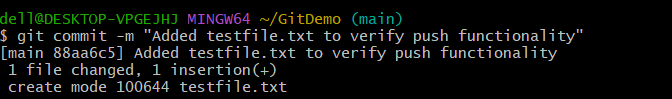 dell@DESKTOP-VPGEJHJ MINGW64 ~/GitDemo (main)
$ git commit -m "Added testfile.txt to verify push functionality"
[main 88aa6c5] Added testfile.txt to verify push functionality
 1 file changed, 1 insertion(+)
 create mode 100644 testfile.txt